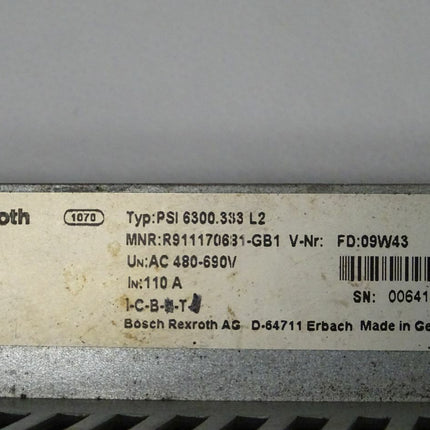 oth 1070 Typ:PSI 6300.333 L2
MNR:R911170631-GB1 V-Nr: FD:09W43
UN:AC 480-690V
IN:110 A
SN: 00641
I-C-B- -T-
Bosch Rexroth AG D-64711 Erbach Made in Ge